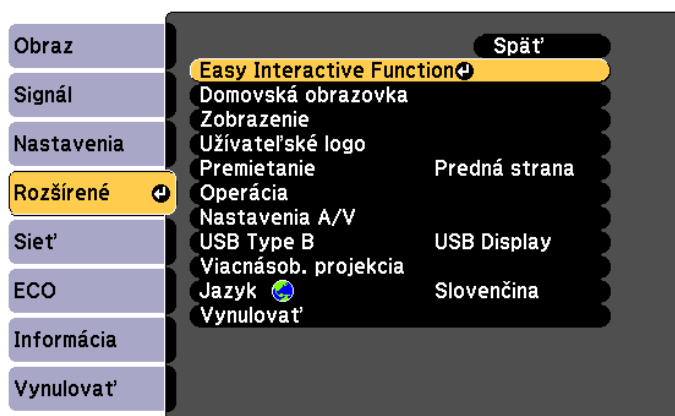 Obraz
Signál
Nastavenia
Rozšírené
Sieť
ECO
Informácia
Vynulovať
Späť
Easy Interactive Function
Domovská obrazovka
Zobrazenie
Užívateľské logo
Premietanie Predná strana
Operácia
Nastavenia A/V
USB Type B USB Display
Viacnásob. projekcia
Jazyk Slovenčina
Vynulovať